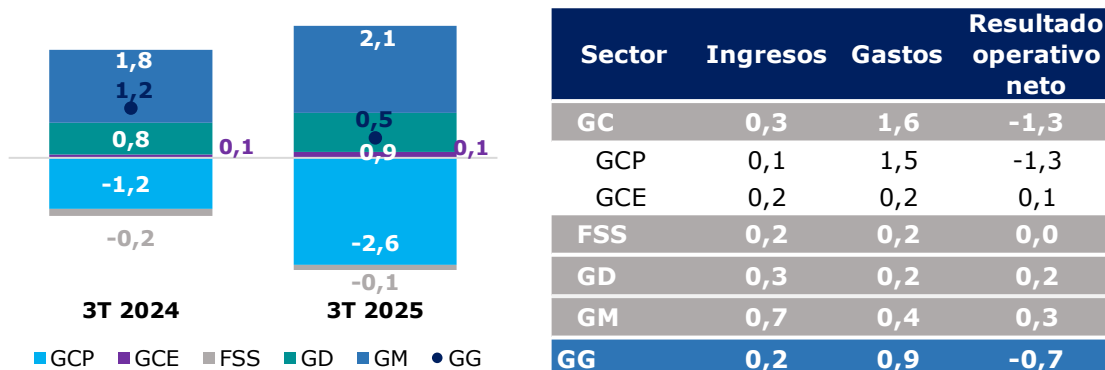 1,8
1,2
0,8
0,1
-1,2
-0,2
2,1
0,5
0,9
0,1
-2,6
-0,1
3T 2024 3T 2025
GCP GCE FSS GD GM GG
Sector Ingresos Gastos Resultado operativo neto
GC 0,3 1,6 -1,3
GCP 0,1 1,5 -1,3
GCE 0,2 0,2 0,1
FSS 0,2 0,2 0,0
GD 0,3 0,2 0,2
GM 0,7 0,4 0,3
GG 0,2 0,9 -0,7